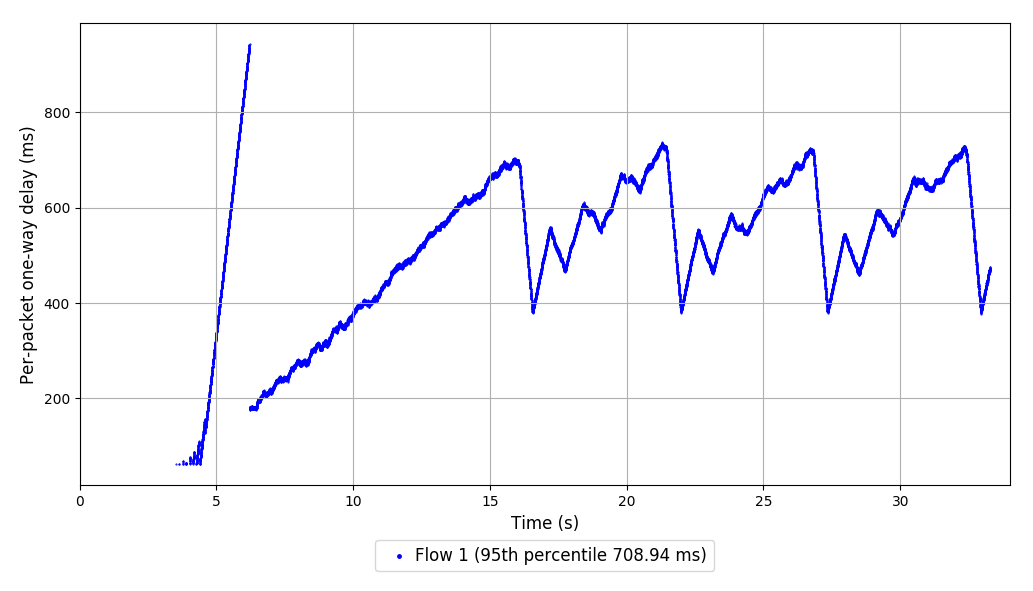 Per-packet one-way delay (ms)
800
600
400
200
0 5 10 15 20 25 30
Time (s)
Flow 1 (95th percentile 708.94 ms)